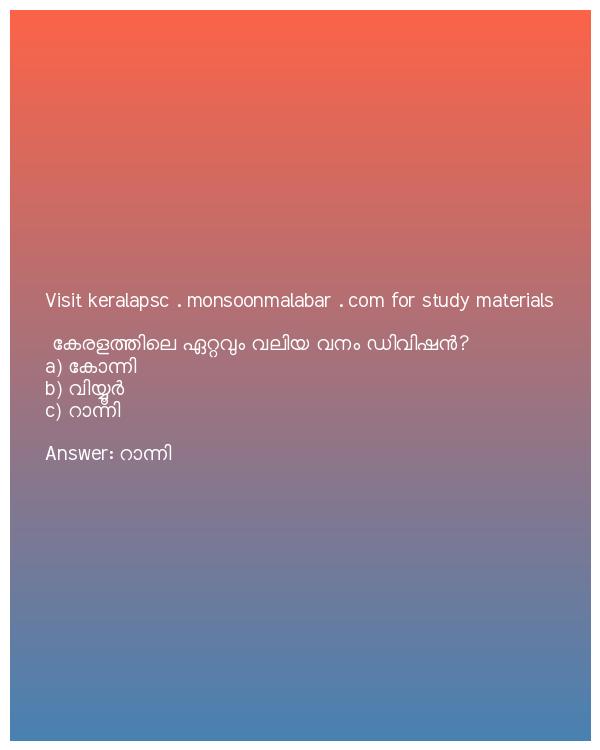 Visit keralapsc . monsoonmalabar . com for study materials
കേരളത്തിലെ ഏറ്റവും വലിയ വനം ഡിവിഷൻ?
a) കോന്നി
b) വിയ്യൂർ
c) റാന്നി
Answer: റാന്നി